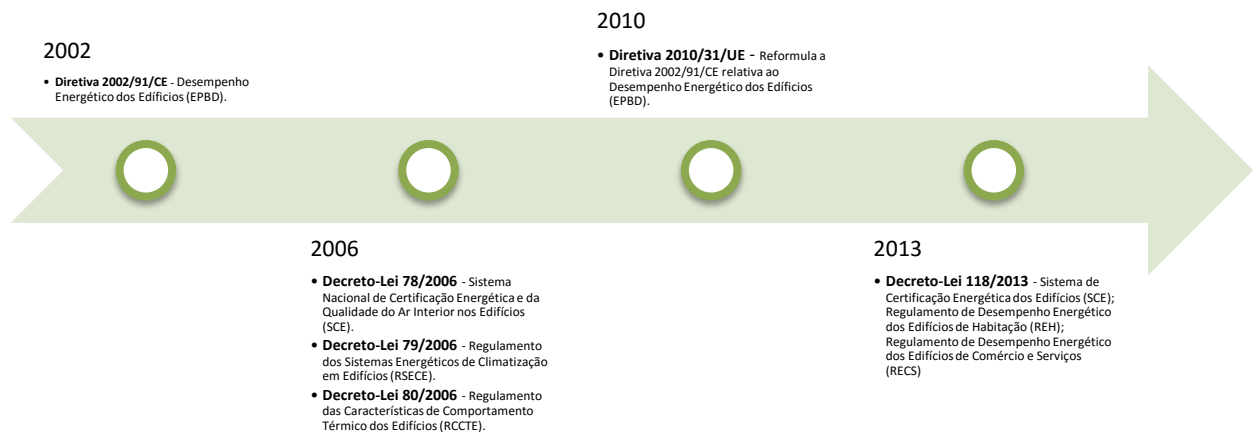 2002
• Diretiva 2002/91/CE - Desempenho
Energético dos Edíficios (EPBD).
2006
• Decreto-Lei 78/2006 - Sistema
Nacional de Certificação Energética e da
Qualidade do Ar Interior nos Edifícios
(SCE).
• Decreto-Lei 79/2006 - Regulamento
dos Sistemas Energéticos de Climatização
em Edifícios (RSECE).
• Decreto-Lei 80/2006 - Regulamento
das Características de Comportamento
Térmico dos Edifícios (RCCTE).
2010
• Diretiva 2010/31/UE - Reformula a
Diretiva 2002/91/CE relativa ao
Desempenho Energético dos Edíficios
(EPBD).
2013
• Decreto-Lei 118/2013 - Sistema de
Certificação Energética dos Edifícios (SCE);
Regulamento de Desempenho Energético
dos Edifícios de Habitação (REH);
Regulamento de Desempenho Energético
dos Edifícios de Comércio e Serviços
(RECS)